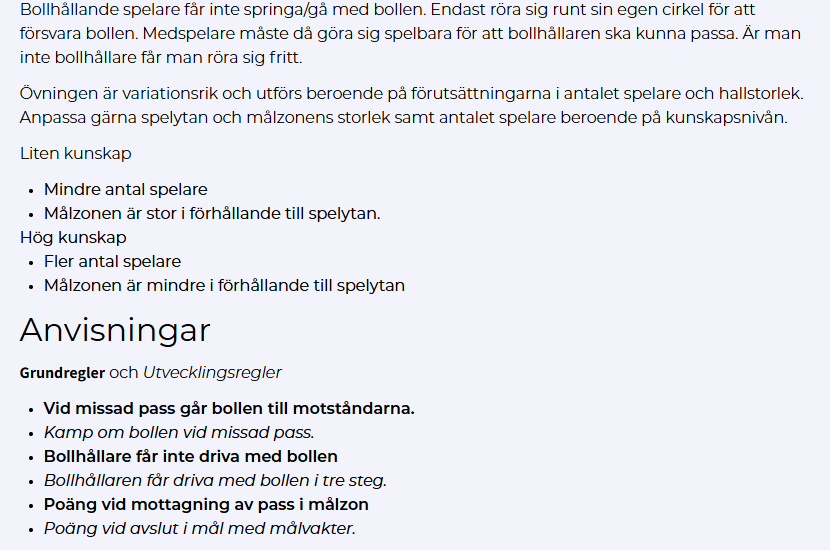 Bollhållande spelare får inte springa/gå med bollen. Endast röra sig runt sin egen cirkel för att
försvara bollen. Medspelare måste då göra sig spelbara för att bollhållaren ska kunna passa. Är man
inte bollhållare får man röra sig fritt.
Övningen är variationsrik och utförs beroende på förutsättningarna i antalet spelare och hallstorlek.
Anpassa gärna spelytan och målzonens storlek samt antalet spelare beroende på kunskapsnivån.
Liten kunskap
• Mindre antal spelare
• Målzonen är stor i förhållande till spelytan.
Hög kunskap
• Fler antal spelare
• Målzonen är mindre i förhållande till spelytan
Anvisningar
Grundregler och Utvecklingsregler
• Vid missad pass går bollen till motståndarna.
• Kamp om bollen vid missad pass.
• Bollhållare får inte driva med bollen
• Bollhållaren får driva med bollen i tre steg.
• Poäng vid mottagning av pass i målzon
• Poäng vid avslut i mål med målvakter.